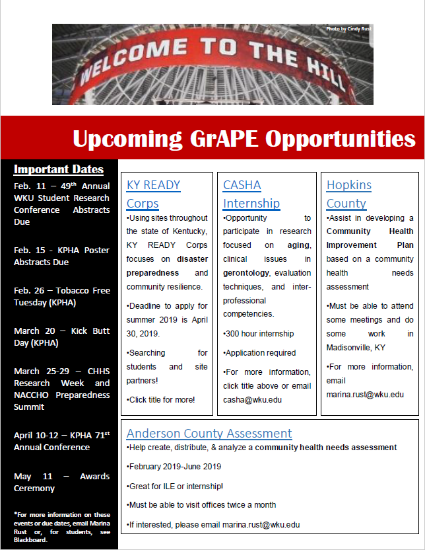 Photo by Cindy Rust
WELCOME TO THE HILL
Upcoming GrAPE Opportunities
Important Dates
Feb. 11 – 49th Annual
WKU Student Research
Conference Abstracts
Due
Feb. 15 - KPHA Poster
Abstracts Due
Feb. 26 – Tobacco Free
Tuesday (KPHA)
March 20 – Kick Butt
Day (KPHA)
March 25-29 – CHHS
Research Week and
NACCHO Preparedness
Summit
April 10-12 – KPHA 71st
Annual Conference
May 11 – Awards
Ceremony
*For more information on these
events or due dates, email Marina
Rust or, for students, see
Blackboard.
KY READY
Corps
•Using sites throughout
the state of Kentucky,
KY READY Corps
focuses on disaster
preparedness and
community resilience.
•Deadline to apply for
summer 2019 is April
30, 2019.
•Searching for
students and site
partners!
•Click title for more!
CASHA
Internship
•Opportunity to
participate in research
focused on aging,
clinical issues in
gerontology, evaluation
techniques, and inter-
professional
competencies.
•300 hour internship
•Application required
•For more information,
click title above or email
casha@wku.edu
Hopkins
County
•Assist in developing a
Community Health
Improvement Plan
based on a community
health needs
assessment
•Must be able to attend
some meetings and do
some work in
Madisonville, KY
•For more information,
email
marina.rust@wku.edu
Anderson County Assessment
•Help create, distribute, & analyze a community health needs assessment
•February 2019-June 2019
•Great for ILE or internship!
•Must be able to visit offices twice a month
•If interested, please email marina.rust@wku.edu